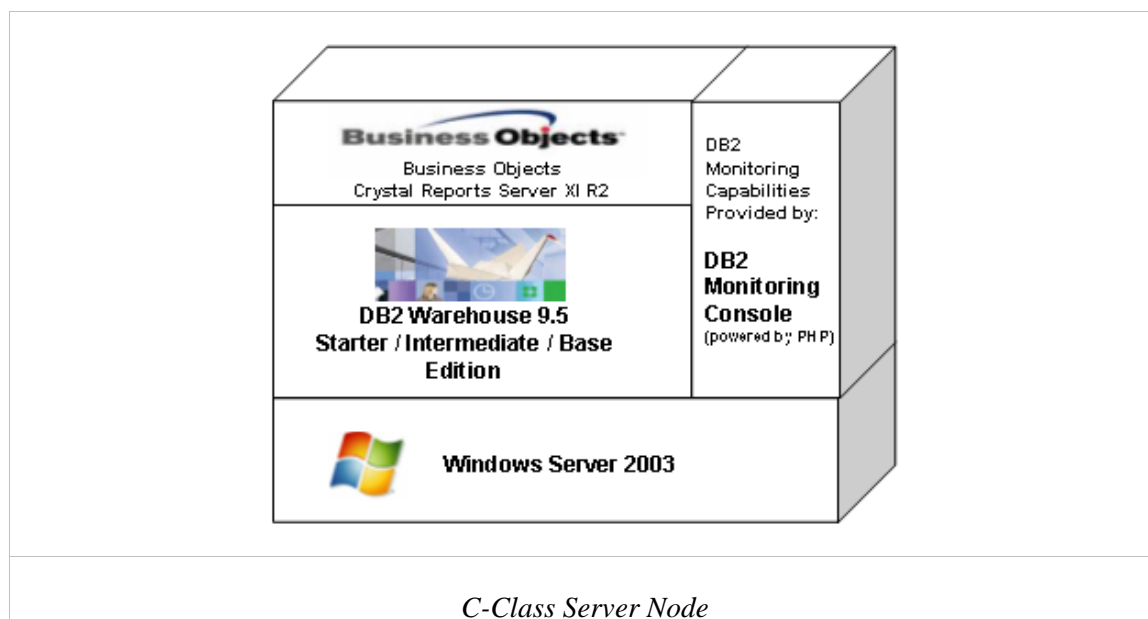 Business Objects
Business Objects
Crystal Reports Server XI R2
DB2
Monitoring
Capabilities
Provided by:
DB2
Monitoring
Console
(powered by PHP)
DB2 Warehouse 9.5
Starter / Intermediate / Base
Edition
Windows Server 2003
C-Class Server Node